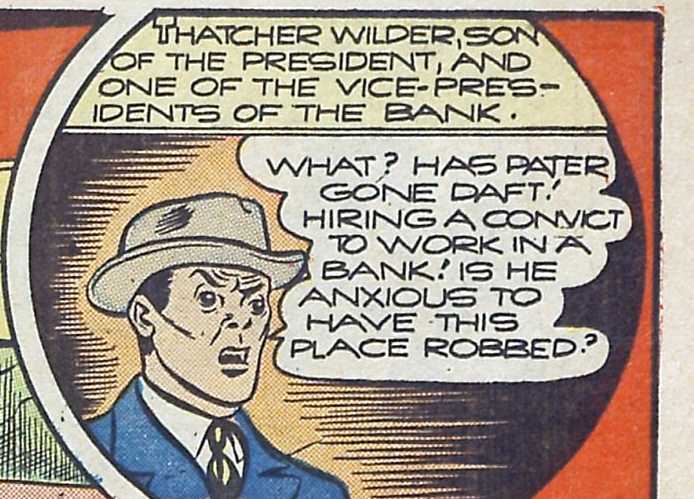 THATCHER WILDER, SON
OF THE PRESIDENT, AND
ONE OF THE VICE-PRES-
IDENTS OF THE BANK.
WHAT? HAS PATER
GONE DAFT!
HIRING A CONVICT
TO WORK IN A
BANK! IS HE
ANXIOUS TO
HAVE THIS
PLACE ROBBED?